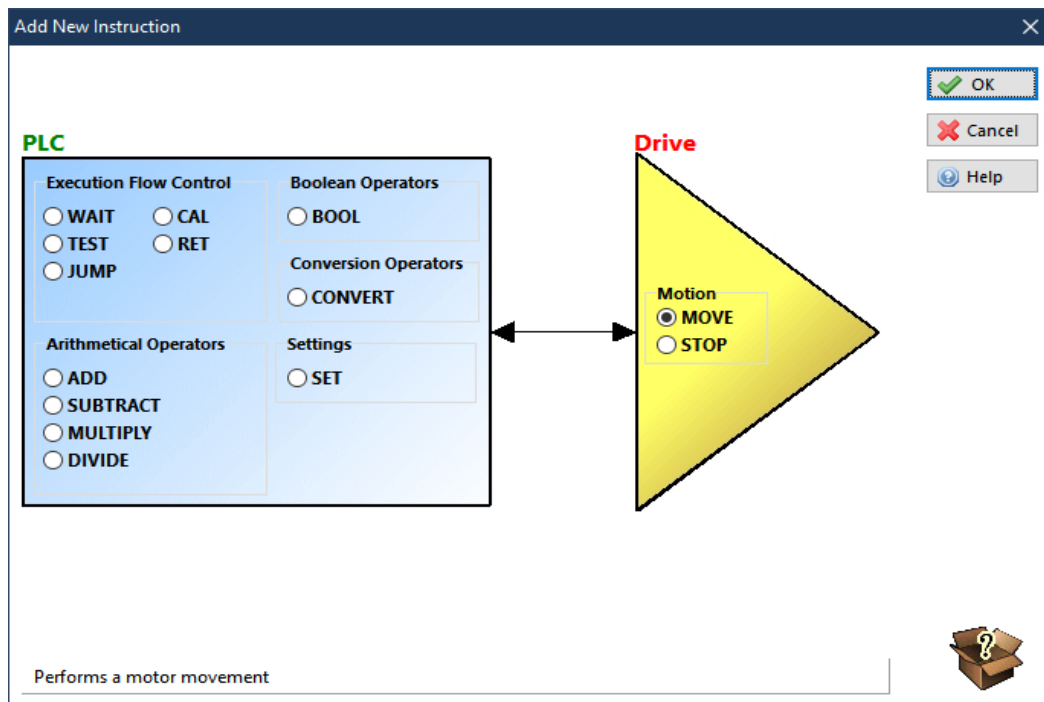 Add New Instruction
OK
Cancel
Help
PLC
Execution Flow Control
WAIT CAL
TEST RET
JUMP
Boolean Operators
BOOL
Conversion Operators
CONVERT
Arithmetical Operators
ADD
SUBTRACT
MULTIPLY
DIVIDE
Settings
SET
Drive
Motion
MOVE
STOP
?
Performs a motor movement